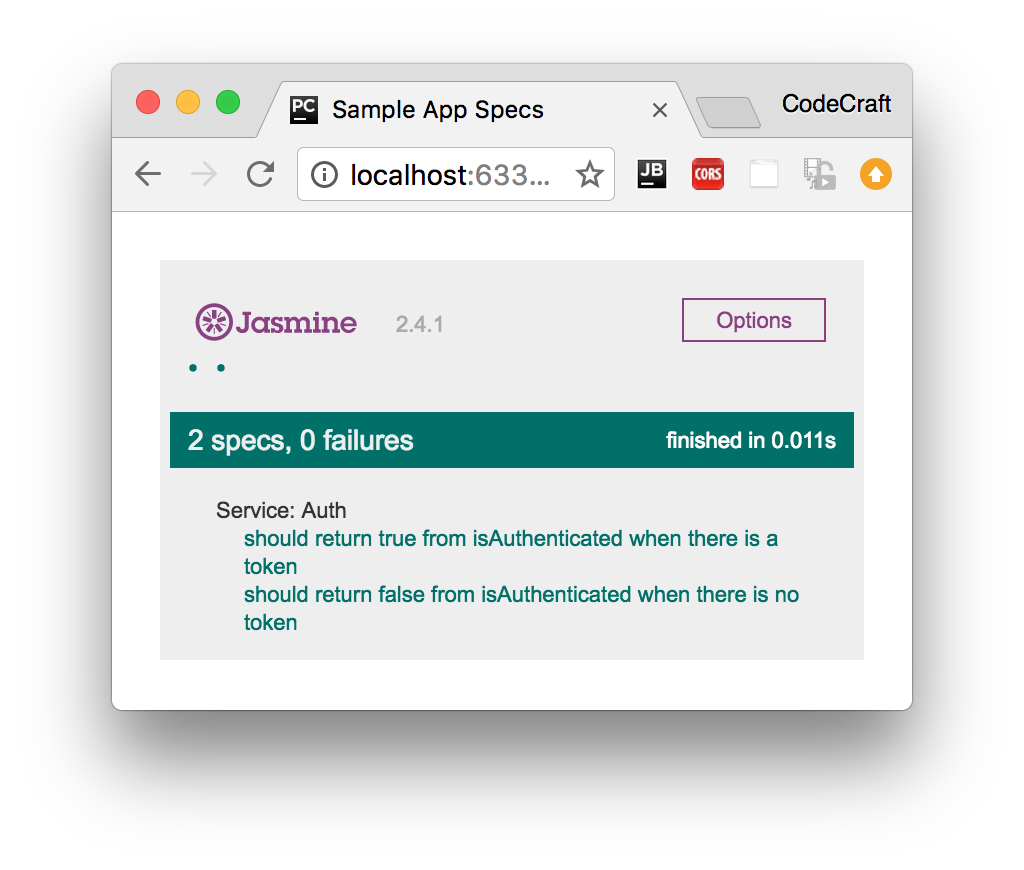 PC
Sample App Specs
CodeCraft
localhost:633...
JB
CORS
Jasmine 2.4.1
Options
2 specs, 0 failures
finished in 0.011s
Service: Auth
should return true from isAuthenticated when there is a
token
should return false from isAuthenticated when there is no
token